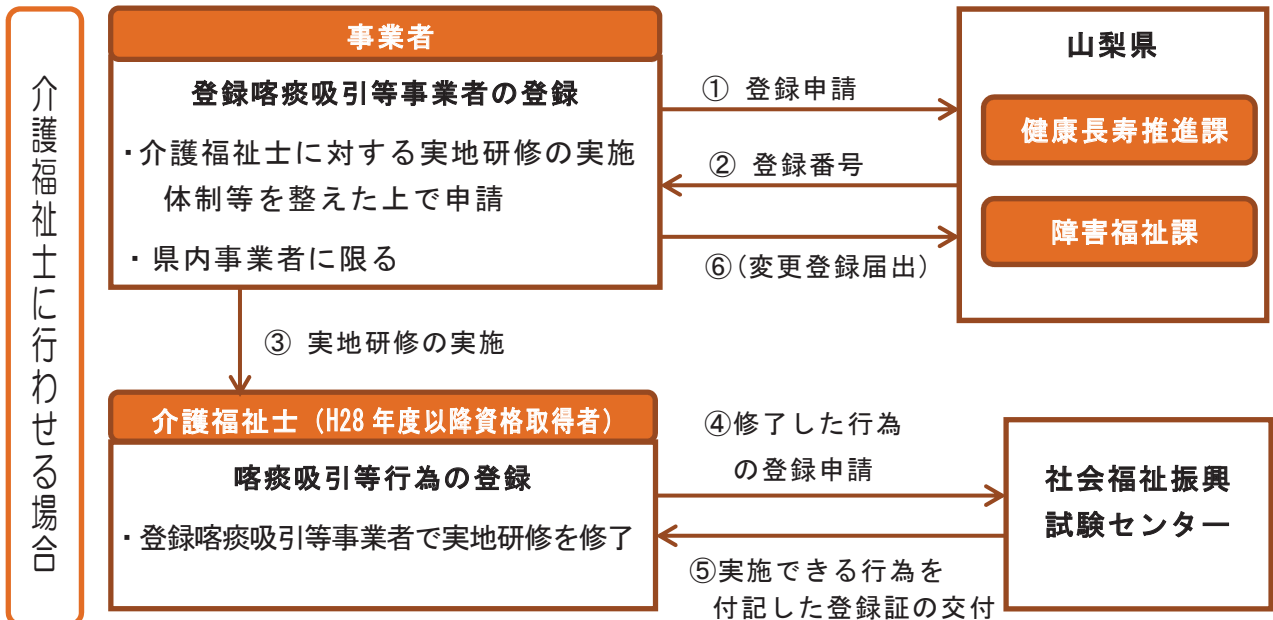 介護福祉士に行わせる場合
事業者
登録喀痰吸引等事業者の登録
・介護福祉士に対する実地研修の実施
体制等を整えた上で申請
・県内事業者に限る
① 登録申請
② 登録番号
⑥(変更登録届出)
山梨県
健康長寿推進課
障害福祉課
③ 実地研修の実施
介護福祉士(H28年度以降資格取得者)
喀痰吸引等行為の登録
・登録喀痰吸引等事業者で実地研修を修了
④修了した行為
の登録申請
⑤実施できる行為を
付記した登録証の交付
社会福祉振興
試験センター